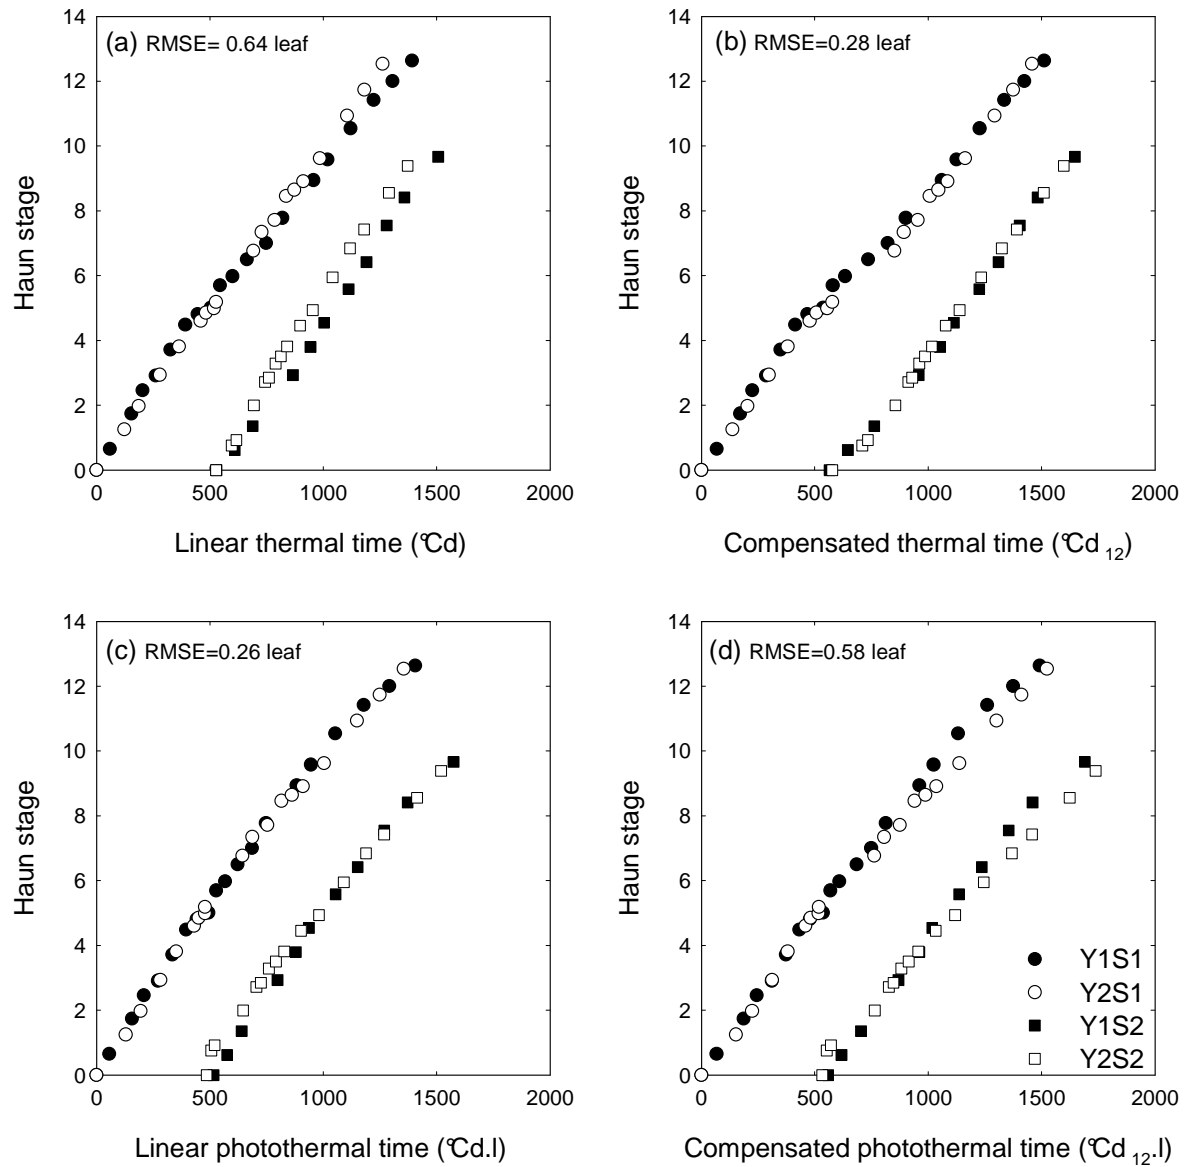 14
12
10
8
6
4
2
0
Haun stage
(a) RMSE= 0.64 leaf
0 500 1000 1500 2000
Linear thermal time (°Cd)
14
12
10
8
6
4
2
0
Haun stage
(b) RMSE=0.28 leaf
0 500 1000 1500 2000
Compensated thermal time (°Cd 12)
14
12
10
8
6
4
2
0
Haun stage
(c) RMSE=0.26 leaf
0 500 1000 1500 2000
Linear photothermal time (°Cd.l)
14
12
10
8
6
4
2
0
Haun stage
(d) RMSE=0.58 leaf
Y1S1
Y2S1
Y1S2
Y2S2
0 500 1000 1500 2000
Compensated photothermal time (°Cd 12.l)